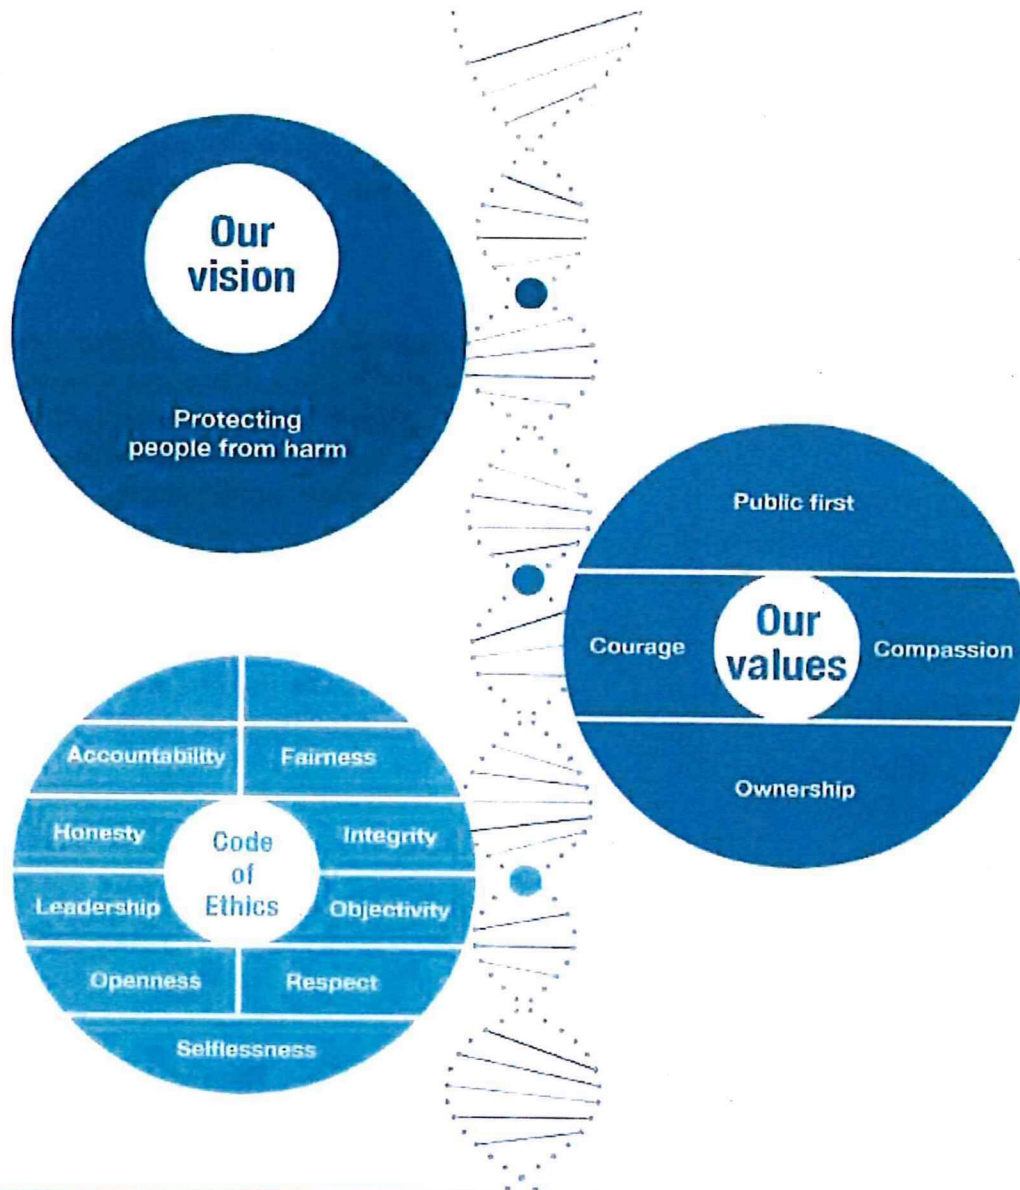 Our
vision
Protecting
people from harm
Public first
Courage
Our
values
Compassion
Ownership
Accountability
Fairness
Honesty
Code
of
Ethics
Integrity
Leadership
Objectivity
Openness
Respect
Selflessness